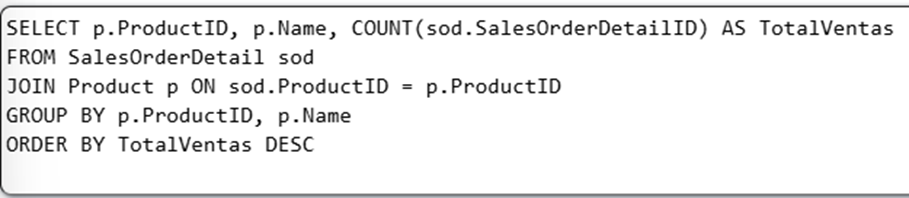 SELECT p.ProductID, p.Name, COUNT(sod.SalesOrderDetailID) AS TotalVentas
FROM SalesOrderDetail sod
JOIN Product p ON sod.ProductID = p.ProductID
GROUP BY p.ProductID, p.Name
ORDER BY TotalVentas DESC